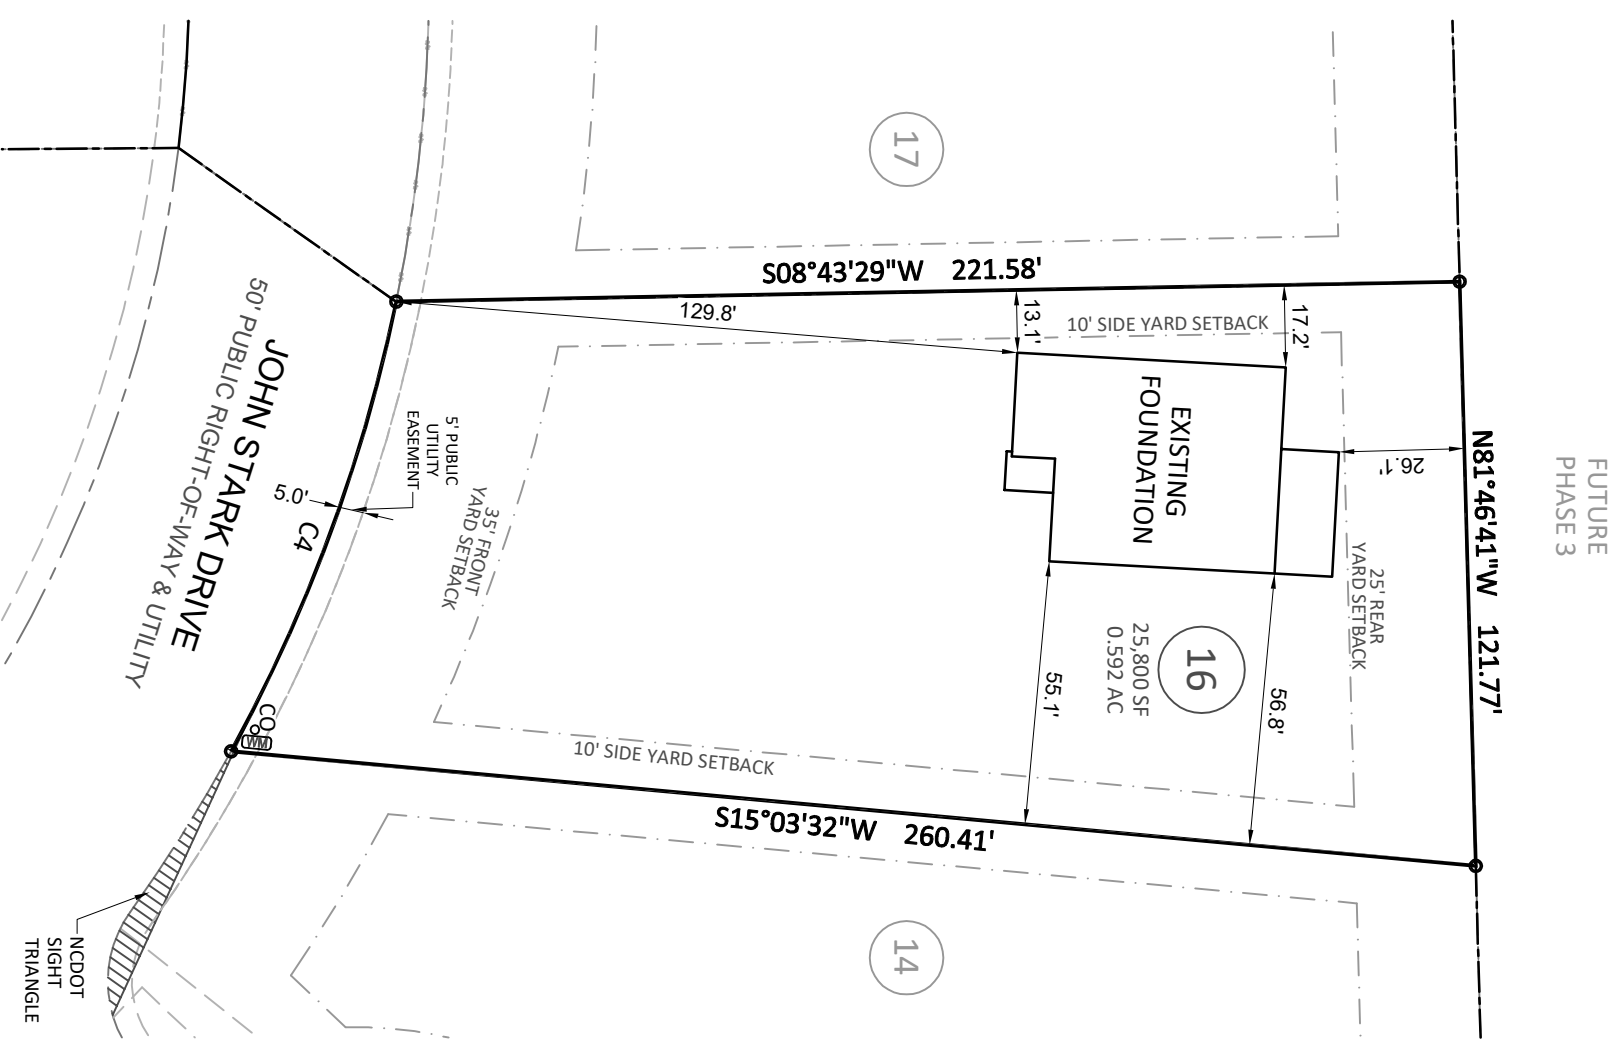 FUTURE
PHASE 3
N81°46'41"W 121.77'
26.1'
25' REAR
YARD SETBACK
17
S08°43'29"W 221.58'
129.8'
13.1'
10' SIDE YARD SETBACK
17.2'
EXISTING
FOUNDATION
16
25,800 SF
0.592 AC
55.1'
56.8'
10' SIDE YARD SETBACK
S15°03'32"W 260.41'
14
5' PUBLIC
UTILITY
EASEMENT
35' FRONT
YARD SETBACK
5.0'
C4
JOHN STARK DRIVE
50' PUBLIC RIGHT-OF-WAY & UTILITY
CO
WM
NCDOT
SIGHT
TRIANGLE